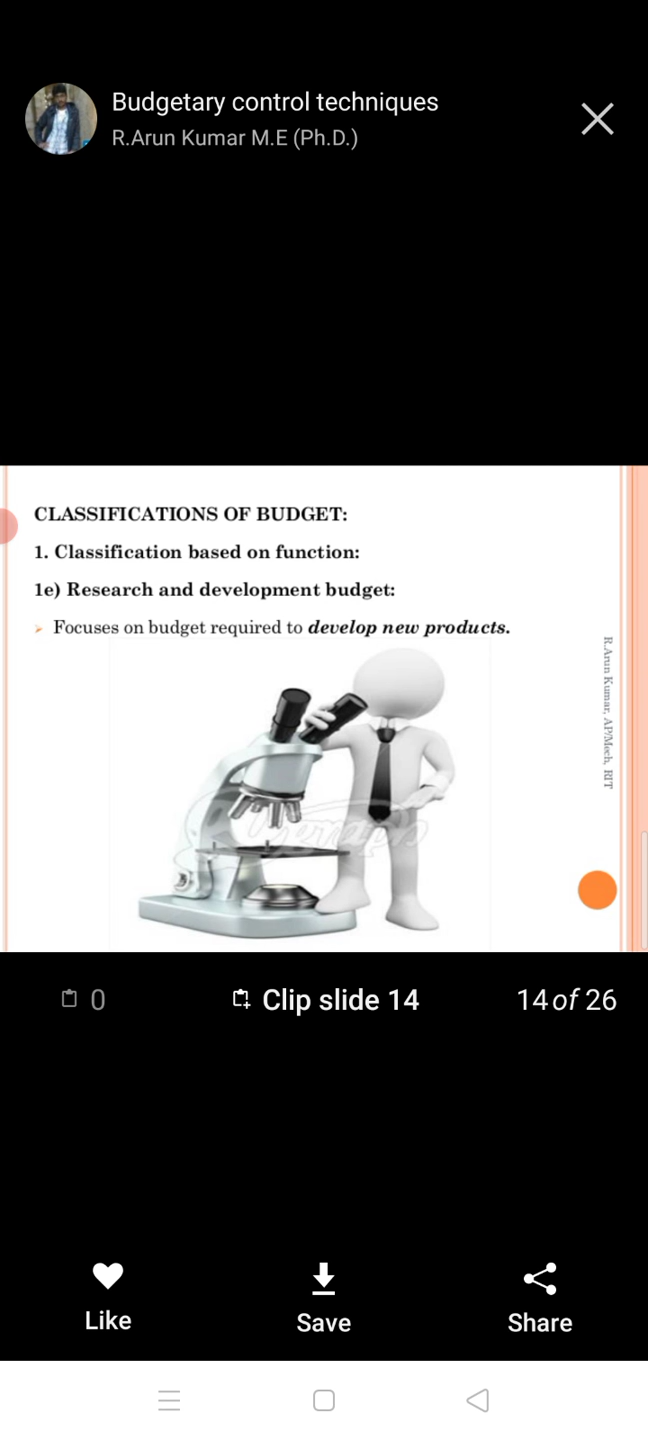 Budgetary control techniques
R.Arun Kumar M.E (Ph.D.)
CLASSIFICATIONS OF BUDGET:
1. Classification based on function:
1e) Research and development budget:
Focuses on budget required to develop new products.
R.Arun Kumar, AP/Mech, RIT
0
Clip slide 14
14 of 26
Like
Save
Share